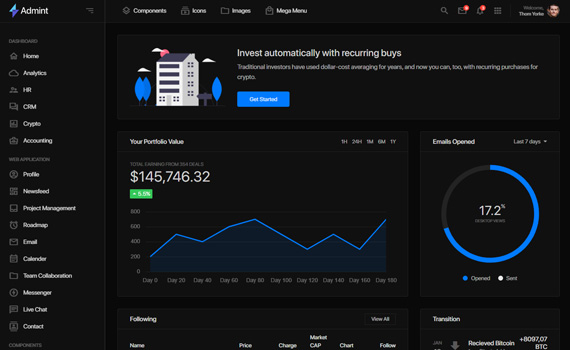 Admint
Components
Icons
Images
Mega Menu
Welcome,
Thom Yorke
DASHBOARD
Home
Analytics
HR
CRM
Crypto
Accounting
WEB APPLICATION
Profile
Newsfeed
Project Management
Roadmap
Email
Calender
Team Collaboration
Messenger
Live Chat
Contact
COMPONENTS
Invest automatically with recurring buys
Traditional investors have used dollar-cost averaging for years, and now you can, too, with recurring purchases for
crypto.
Get Started
Your Portfolio Value
1H 24H 1M 6M 1Y
TOTAL EARNING FROM 354 DEALS
$145,746.32
5.5%
800
600
400
200
0
Day 0 Day 20 Day 40 Day 60 Day 80 Day 100 Day 120 Day 140 Day 160 Day 180
Emails Opened
Last 7 days
17.2%
Opened
Sent
Following
View All
Name Price Charge Market CAP Chart Follow
Transition
JAN
Recieved Bitcoin
+8097,07
BTC